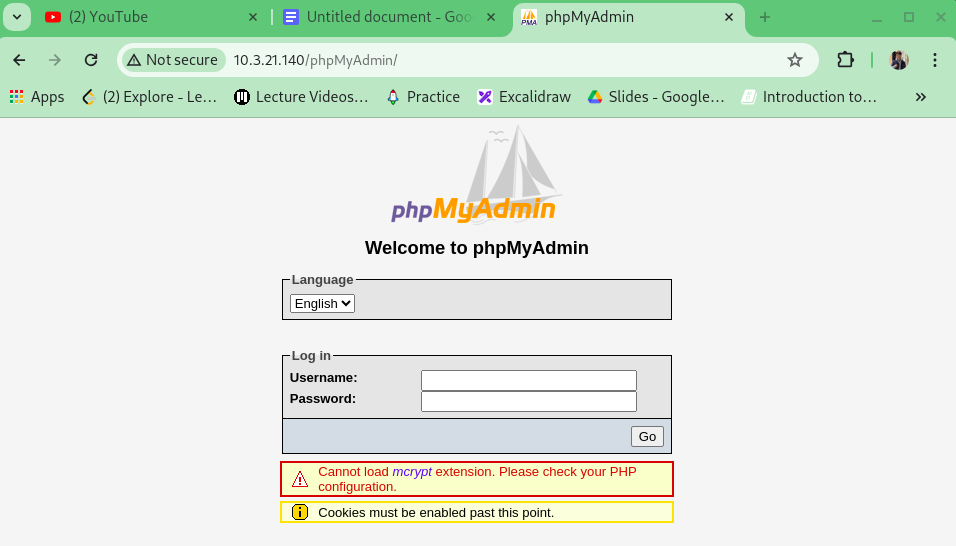 (2) YouTube
Untitled document - Goo
phpMyAdmin
Not secure
10.3.21.140/phpMyAdmin/
Apps
(2) Explore - Le…
Lecture Videos…
Practice
Excalidraw
Slides - Google…
Introduction to…
phpMyAdmin
Welcome to phpMyAdmin
Language
English
Log in
Username:
Password:
Go
Cannot load mcrypt extension. Please check your PHP
configuration.
Cookies must be enabled past this point.